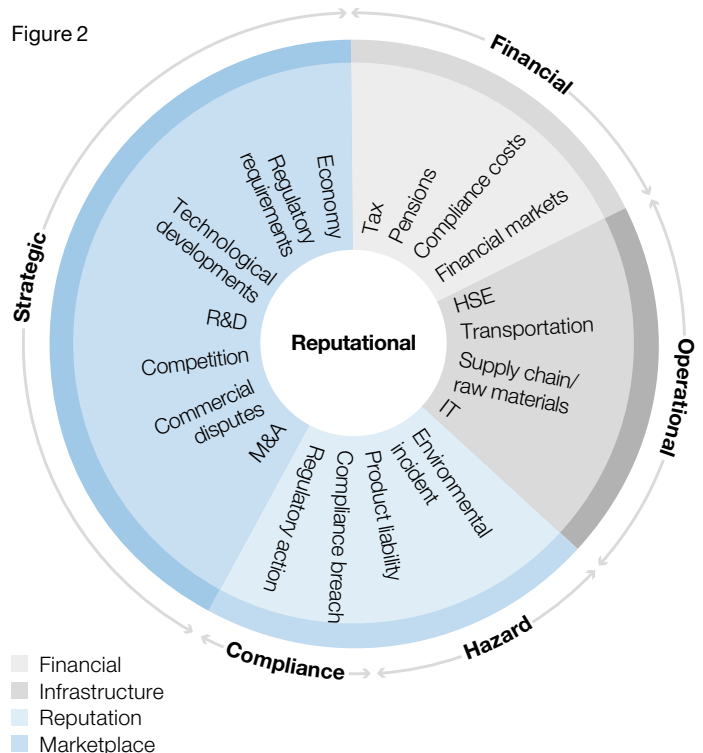 Figure 2
Financial
Operational
Hazard
Compliance
Strategic
Tax
Pensions
Compliance costs
Financial markets
HSE
Transportation
Supply chain/
raw materials
IT
Environmental
incident
Product liability
Compliance breach
Regulatory action
M&A
Commercial
disputes
Competition
R&D
Technological
developments
Regulatory
requirements
Economy
Reputational
Financial
Infrastructure
Reputation
Marketplace